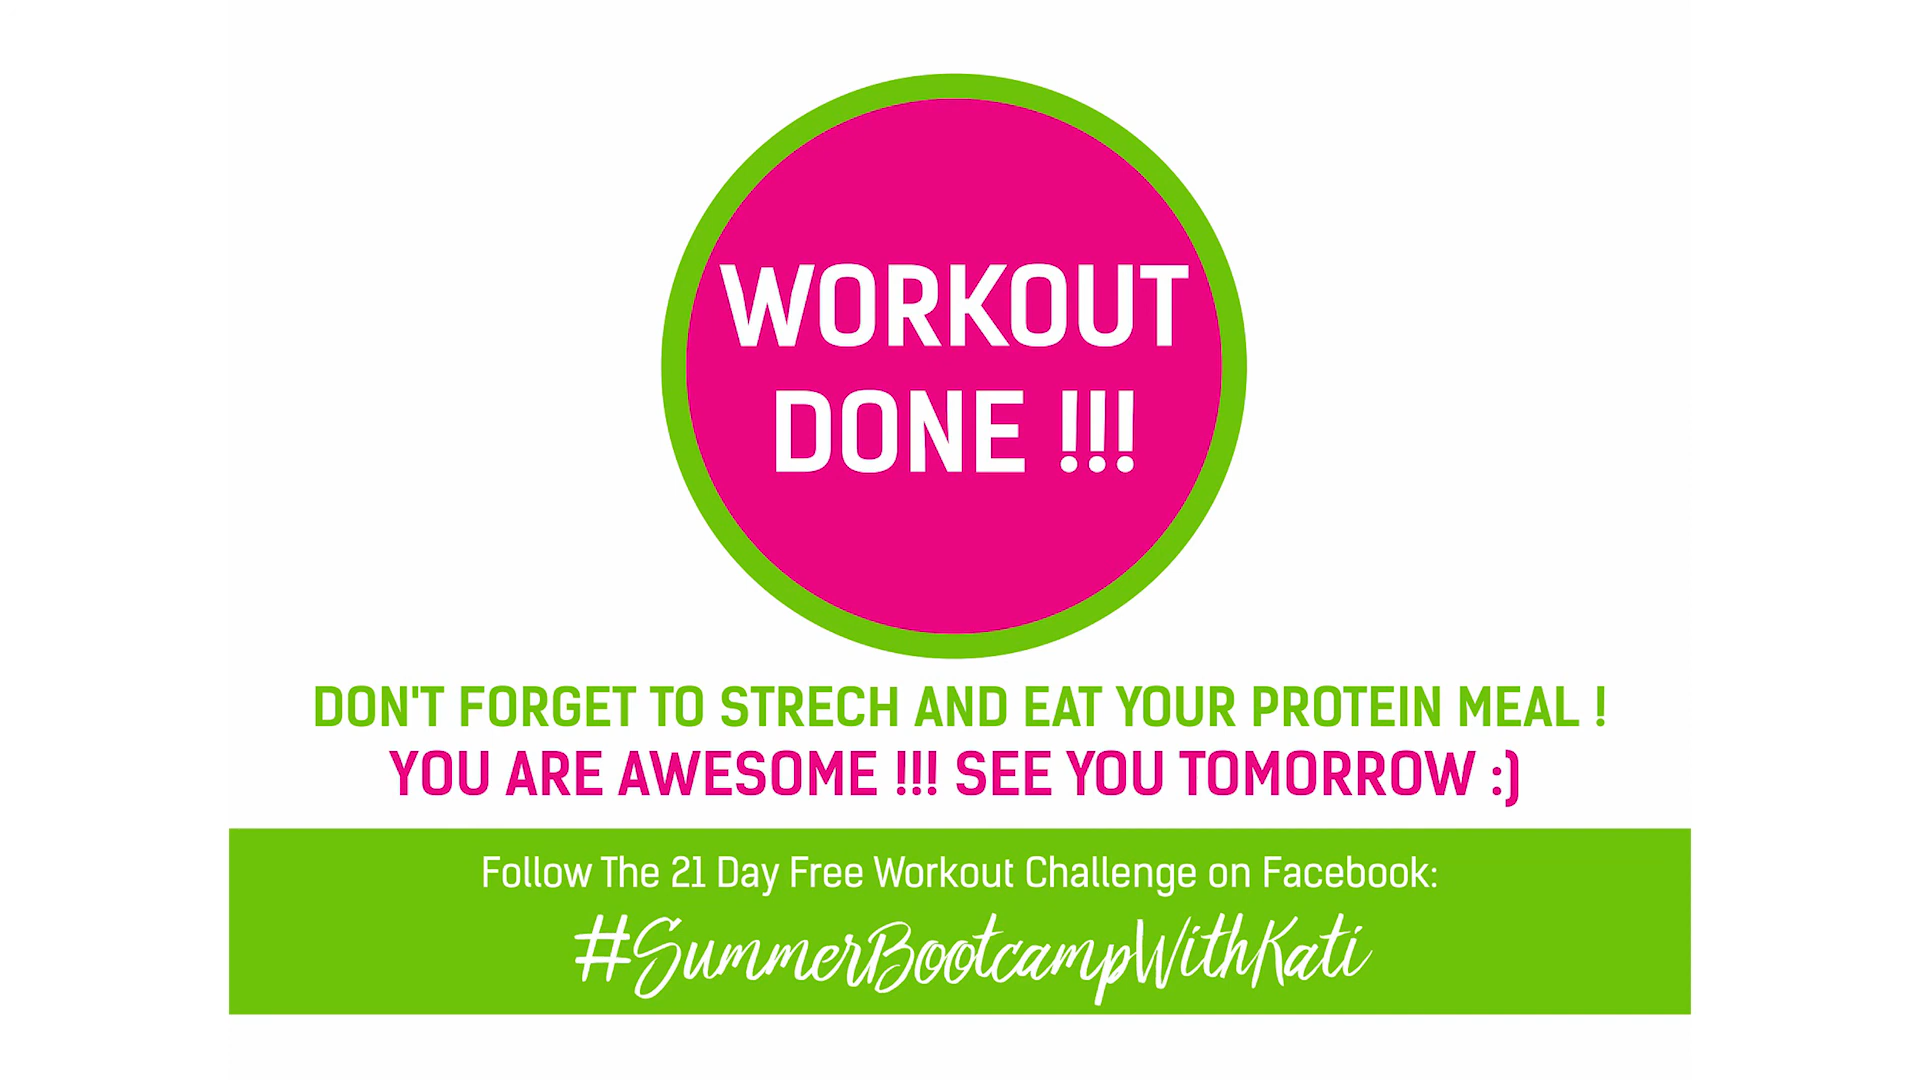 WORKOUT
DONE !!!
DON'T FORGET TO STRECH AND EAT YOUR PROTEIN MEAL !
YOU ARE AWESOME !!! SEE YOU TOMORROW :)
Follow The 21 Day Free Workout Challenge on Facebook:
#SummerBootcampWithKati